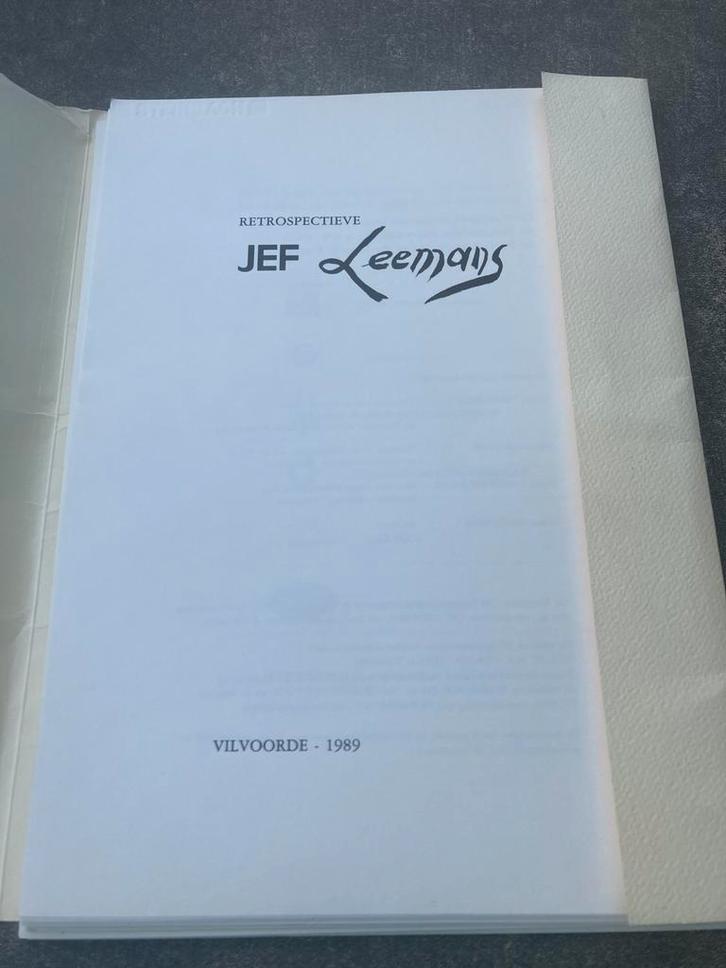 RETROSPECTIEVE
JEF Leemans
VILVOORDE - 1989